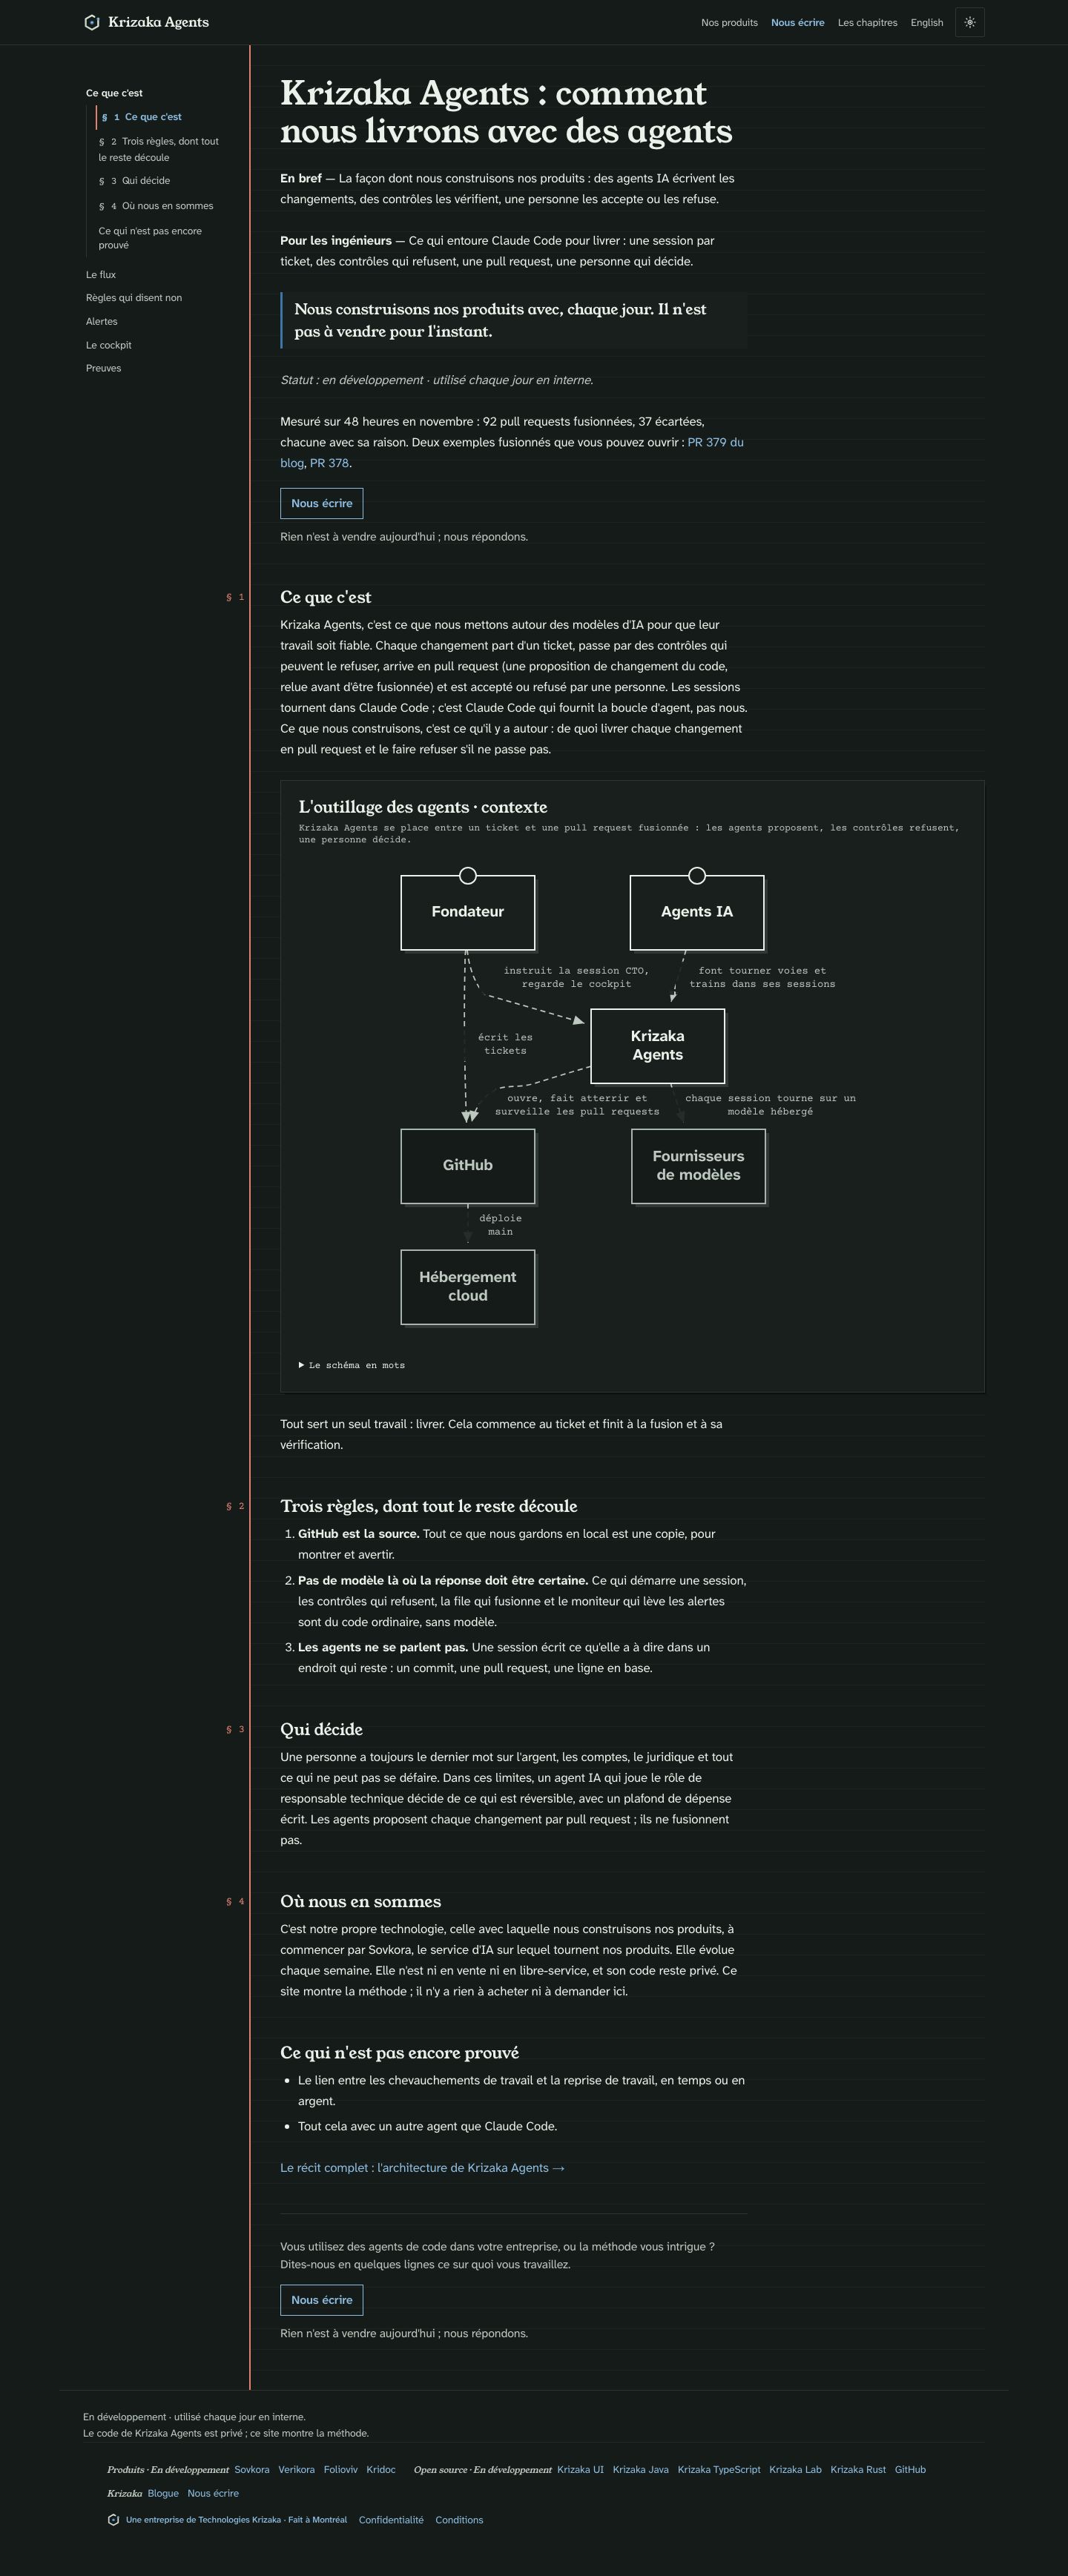 Krizaka Agents
Nos produits Nous écrire Les chapitres English
Ce que c'est
§ 1 Ce que c'est
§ 2 Trois règles, dont tout
le reste découle
§ 3 Qui décide
§ 4 Où nous en sommes
Ce qui n'est pas encore
prouvé
Le flux
Règles qui disent non
Alertes
Le cockpit
Preuves
Krizaka Agents : comment
nous livrons avec des agents
En bref — La façon dont nous construisons nos produits : des agents IA écrivent les
changements, des contrôles les vérifient, une personne les accepte ou les refuse.
Pour les ingénieurs — Ce qui entoure Claude Code pour livrer : une session par
ticket, des contrôles qui refusent, une pull request, une personne qui décide.
Nous construisons nos produits avec, chaque jour. Il n'est
pas à vendre pour l'instant.
Statut : en développement · utilisé chaque jour en interne.
Mesuré sur 48 heures en novembre : 92 pull requests fusionnées, 37 écartées,
chacune avec sa raison. Deux exemples fusionnés que vous pouvez ouvrir : PR 379 du
blog, PR 378.
Nous écrire
Rien n'est à vendre aujourd'hui ; nous répondons.
§ 1 Ce que c'est
Krizaka Agents, c'est ce que nous mettons autour des modèles d'IA pour que leur
travail soit fiable. Chaque changement part d'un ticket, passe par des contrôles qui
peuvent le refuser, arrive en pull request (une proposition de changement du code,
relue avant d'être fusionnée) et est accepté ou refusé par une personne. Les sessions
tournent dans Claude Code ; c'est Claude Code qui fournit la boucle d'agent, pas nous.
Ce que nous construisons, c'est ce qu'il y a autour : de quoi livrer chaque changement
en pull request et le faire refuser s'il ne passe pas.
L'outillage des agents · contexte
Krizaka Agents se place entre un ticket et une pull request fusionnée : les agents proposent, les contrôles refusent,
une personne décide.
Fondateur
Agents IA
instruit la session CTO,
regarde le cockpit
font tourner voies et
trains dans ses sessions
Krizaka
Agents
écrit les
tickets
ouvre, fait atterrir et
surveille les pull requests
chaque session tourne sur un
modèle hébergé
GitHub
Fournisseurs
de modèles
déploie
main
Hébergement
cloud
▶ Le schéma en mots
Tout sert un seul travail : livrer. Cela commence au ticket et finit à la fusion et à sa
vérification.
§ 2 Trois règles, dont tout le reste découle
1. GitHub est la source. Tout ce que nous gardons en local est une copie, pour
montrer et avertir.
2. Pas de modèle là où la réponse doit être certaine. Ce qui démarre une session,
les contrôles qui refusent, la file qui fusionne et le moniteur qui lève les alertes
sont du code ordinaire, sans modèle.
3. Les agents ne se parlent pas. Une session écrit ce qu'elle a à dire dans un
endroit qui reste : un commit, une pull request, une ligne en base.
§ 3 Qui décide
Une personne a toujours le dernier mot sur l'argent, les comptes, le juridique et tout
ce qui ne peut pas se défaire. Dans ces limites, un agent IA qui joue le rôle de
responsable technique décide de ce qui est réversible, avec un plafond de dépense
écrit. Les agents proposent chaque changement par pull request ; ils ne fusionnent
pas.
§ 4 Où nous en sommes
C'est notre propre technologie, celle avec laquelle nous construisons nos produits, à
commencer par Sovkora, le service d'IA sur lequel tournent nos produits. Elle évolue
chaque semaine. Elle n'est ni en vente ni en libre-service, et son code reste privé. Ce
site montre la méthode ; il n'y a rien à acheter ni à demander ici.
Ce qui n'est pas encore prouvé
• Le lien entre les chevauchements de travail et la reprise de travail, en temps ou en
argent.
• Tout cela avec un autre agent que Claude Code.
Le récit complet : l'architecture de Krizaka Agents →
Vous utilisez des agents de code dans votre entreprise, ou la méthode vous intrigue ?
Dites-nous en quelques lignes ce sur quoi vous travaillez.
Nous écrire
Rien n'est à vendre aujourd'hui ; nous répondons.
En développement · utilisé chaque jour en interne.
Le code de Krizaka Agents est privé ; ce site montre la méthode.
Produits · En développement Sovkora Verikora Folioviv Kridoc Open source · En développement Krizaka UI Krizaka Java Krizaka TypeScript Krizaka Lab Krizaka Rust GitHub
Krizaka Blogue Nous écrire
Une entreprise de Technologies Krizaka · Fait à Montréal Confidentialité Conditions